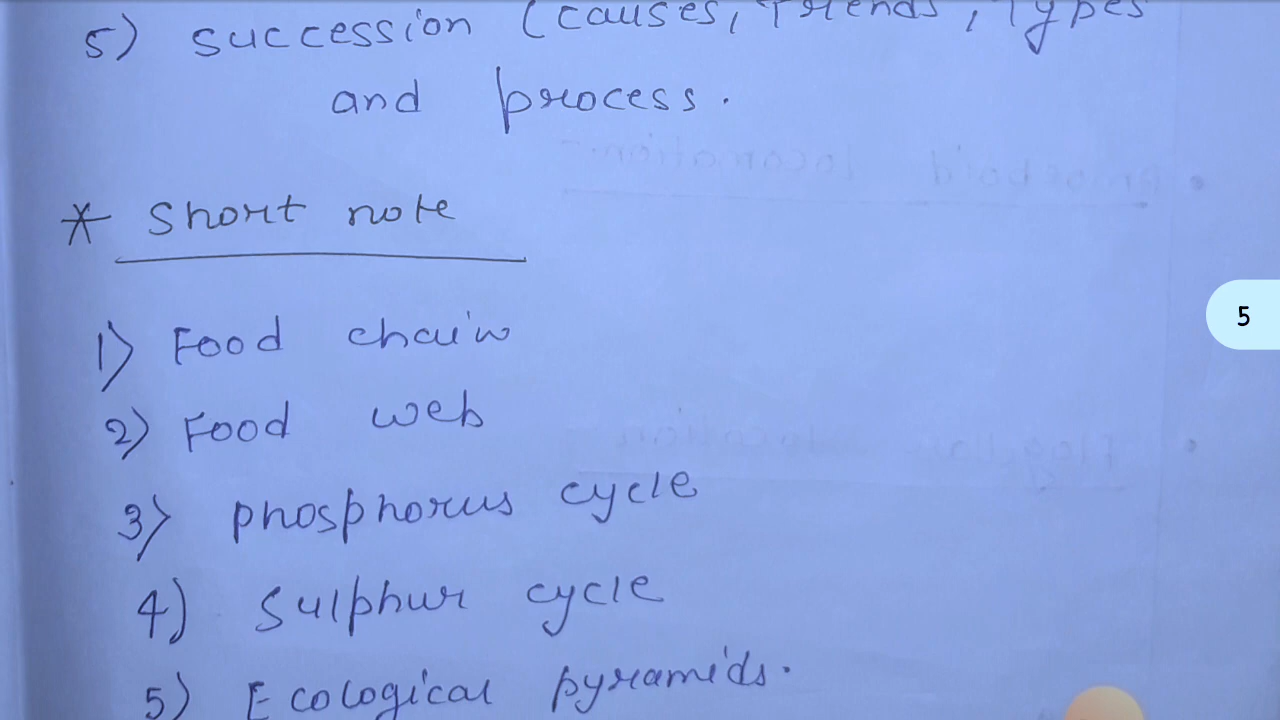 5) succession (causes, Trends, Types
and process.
* Short note
1) Food chain
2) Food web
3) phosphorus cycle
4) Sulphur cycle
5) Ecological pyramids.
5